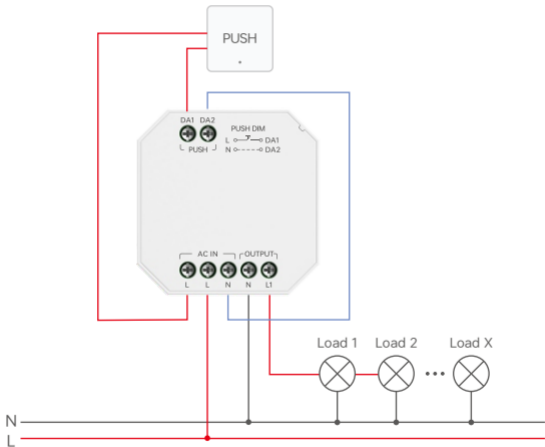 PUSH
DA1 DA2
PUSH
PUSH DIM
L DA1
N DA2
AC IN
OUTPUT
L L N N L1
Load 1 Load 2 ••• Load X
N
L